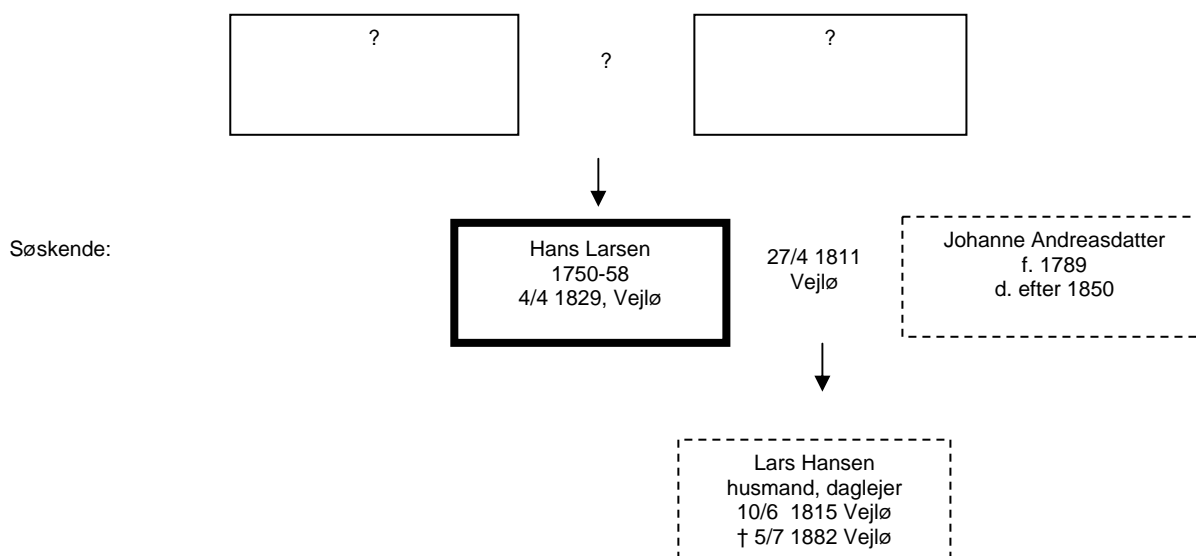 ?
?
?
Søskende:
Hans Larsen
1750-58
4/4 1829, Vejlø
27/4 1811
Vejlø
Johanne Andreasdatter
f. 1789
d. efter 1850
Lars Hansen
husmand, daglejer
10/6  1815 Vejlø
† 5/7 1882 Vejlø